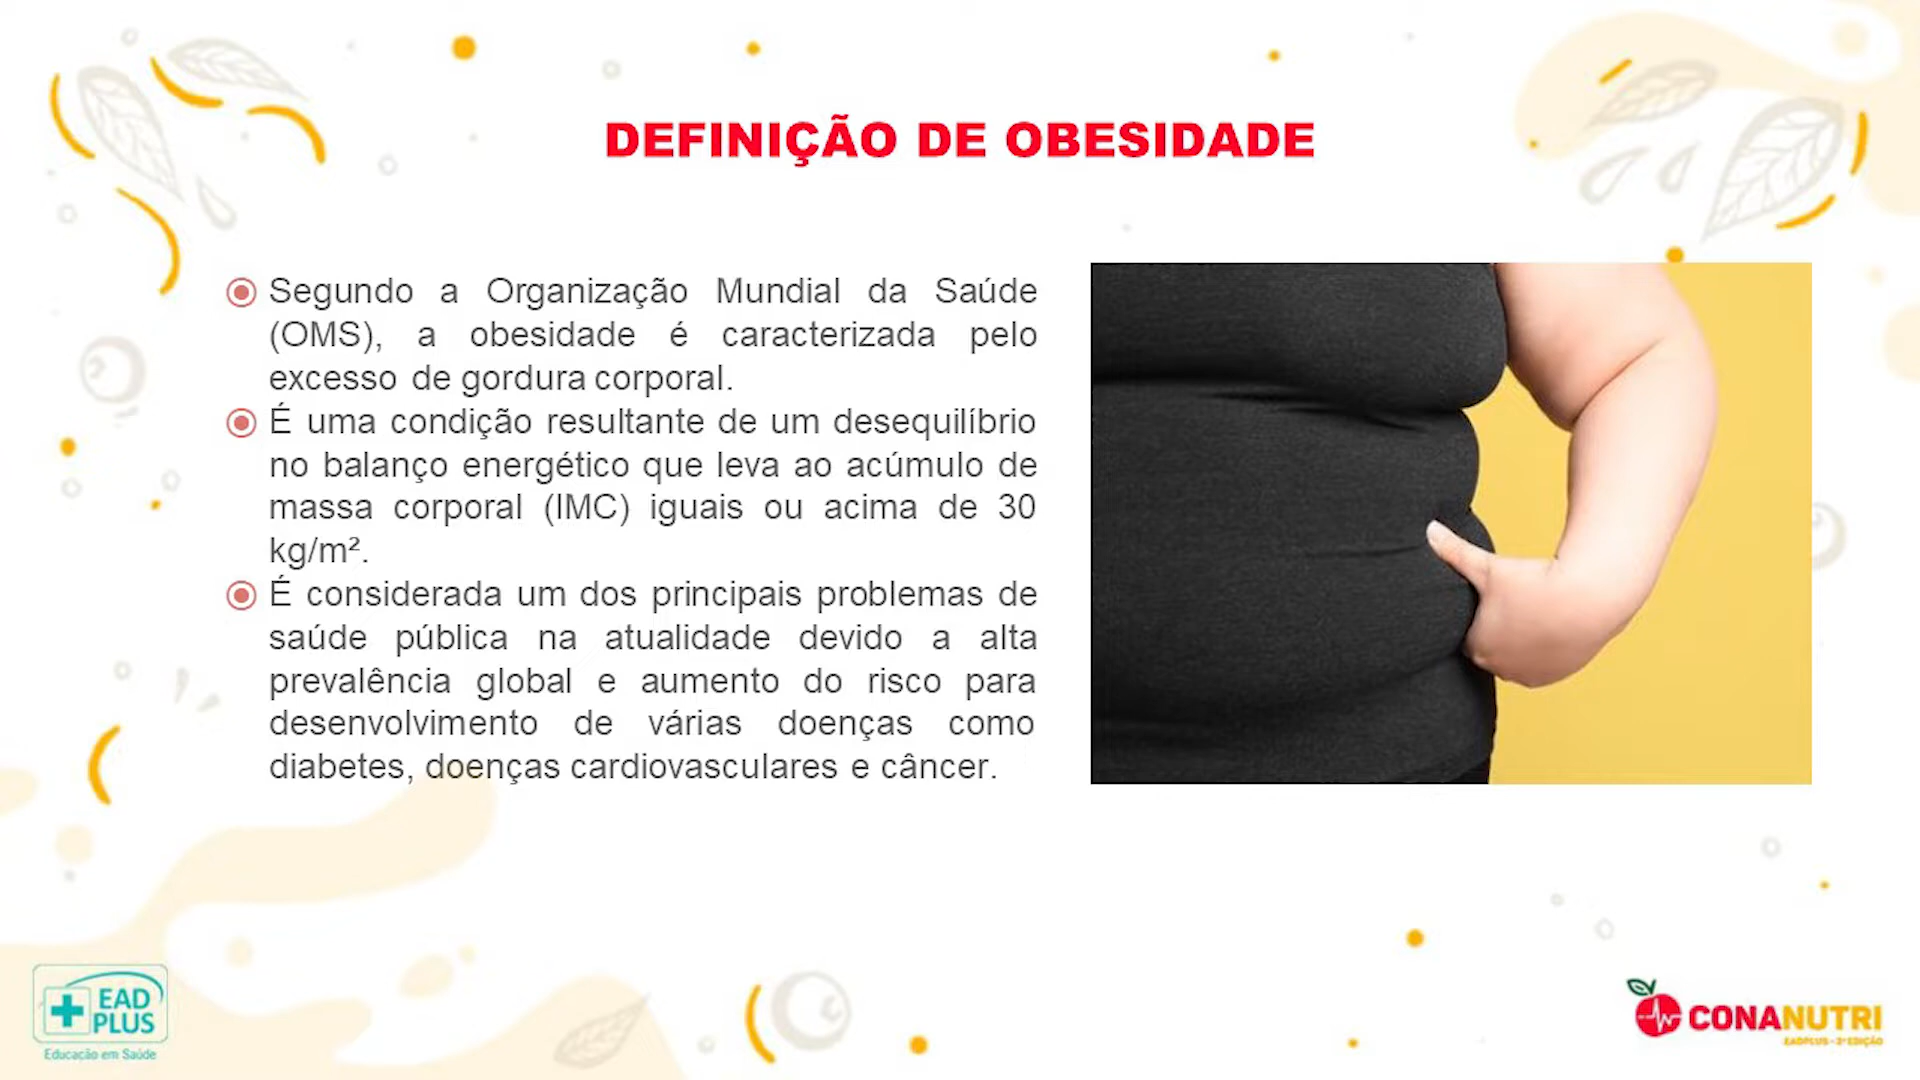 DEFINIÇÃO DE OBESIDADE
Segundo a Organização Mundial da Saúde
(OMS), a obesidade é caracterizada pelo
excesso de gordura corporal.
É uma condição resultante de um desequilíbrio
no balanço energético que leva ao acúmulo de
massa corporal (IMC) iguais ou acima de 30
kg/m².
É considerada um dos principais problemas de
saúde pública na atualidade devido a alta
prevalência global e aumento do risco para
desenvolvimento de várias doenças como
diabetes, doenças cardiovasculares e câncer.
EAD
PLUS
Educação em Saúde
CONANUTRI
EADPLUS - 2ª EDIÇÃO